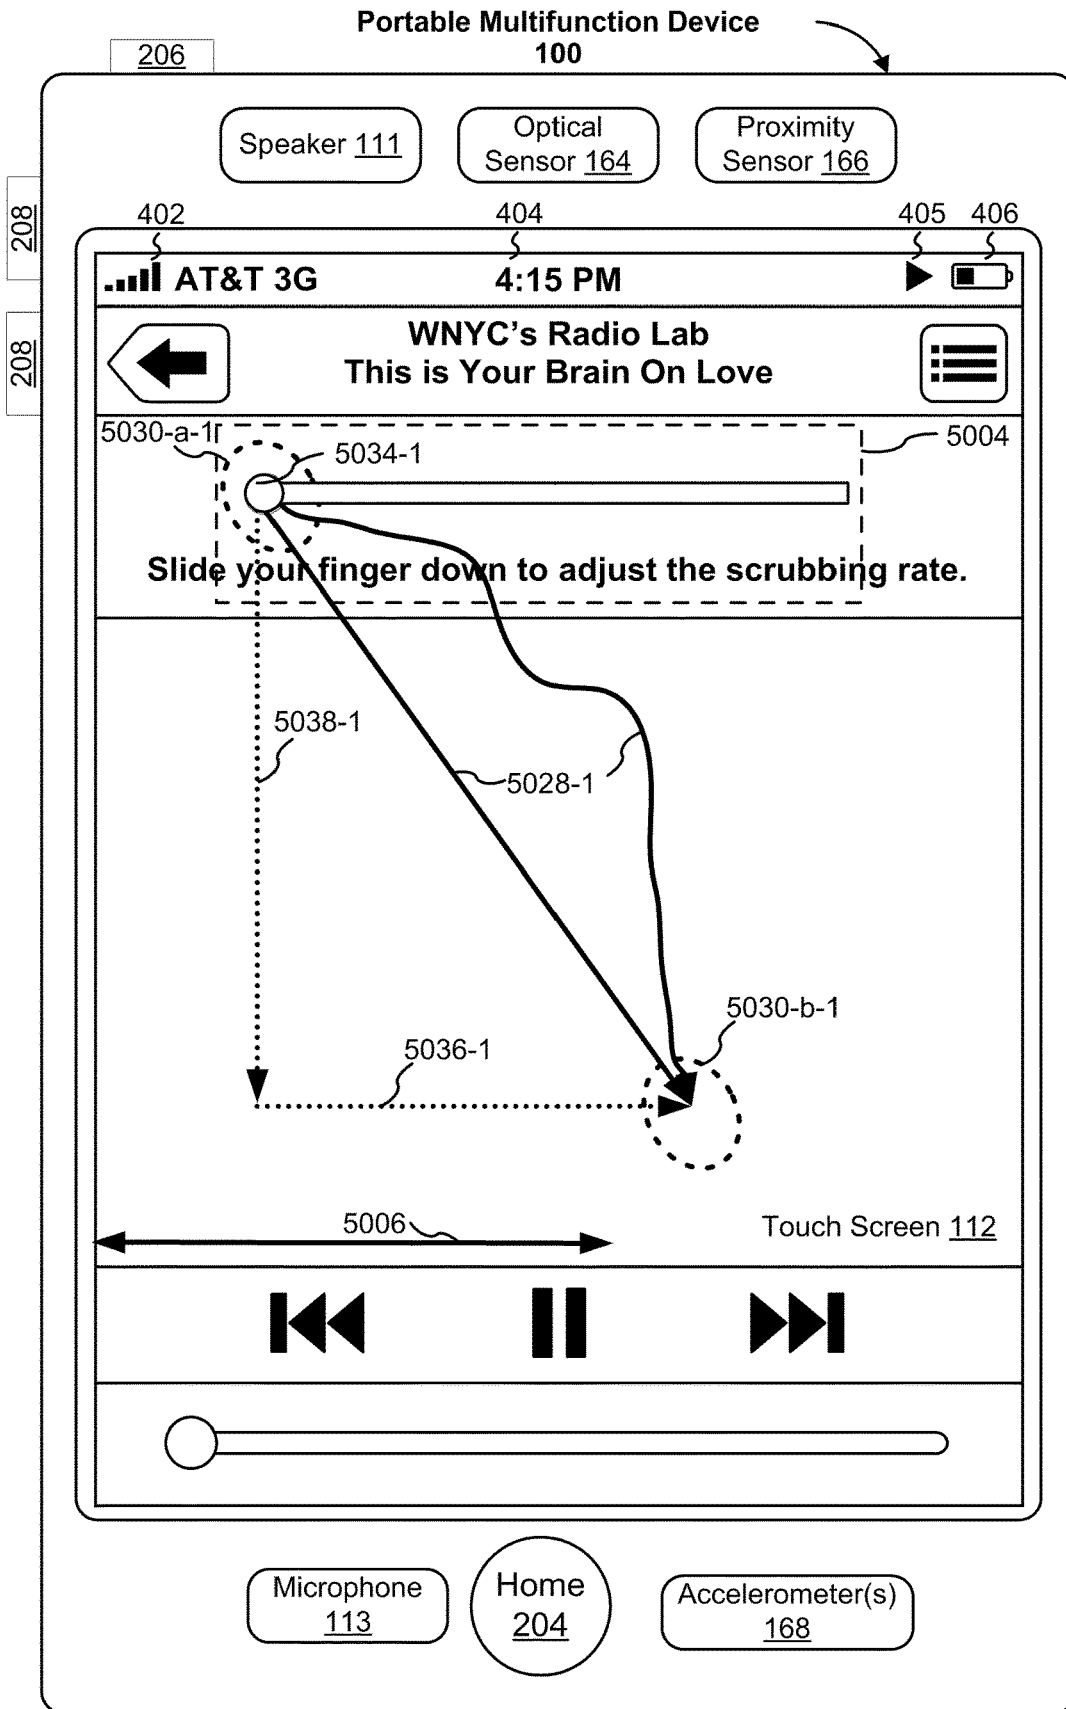 Portable Multifunction Device
100
206
Speaker 111
Optical
Sensor 164
Proximity
Sensor 166
208
402
404
405
406
AT&T 3G
4:15 PM
208
WNYC's Radio Lab
This is Your Brain On Love
5030-a-1
5034-1
5004
Slide your finger down to adjust the scrubbing rate.
5038-1
5028-1
5030-b-1
5036-1
5006
Touch Screen 112
Microphone
113
Home
204
Accelerometer(s)
168